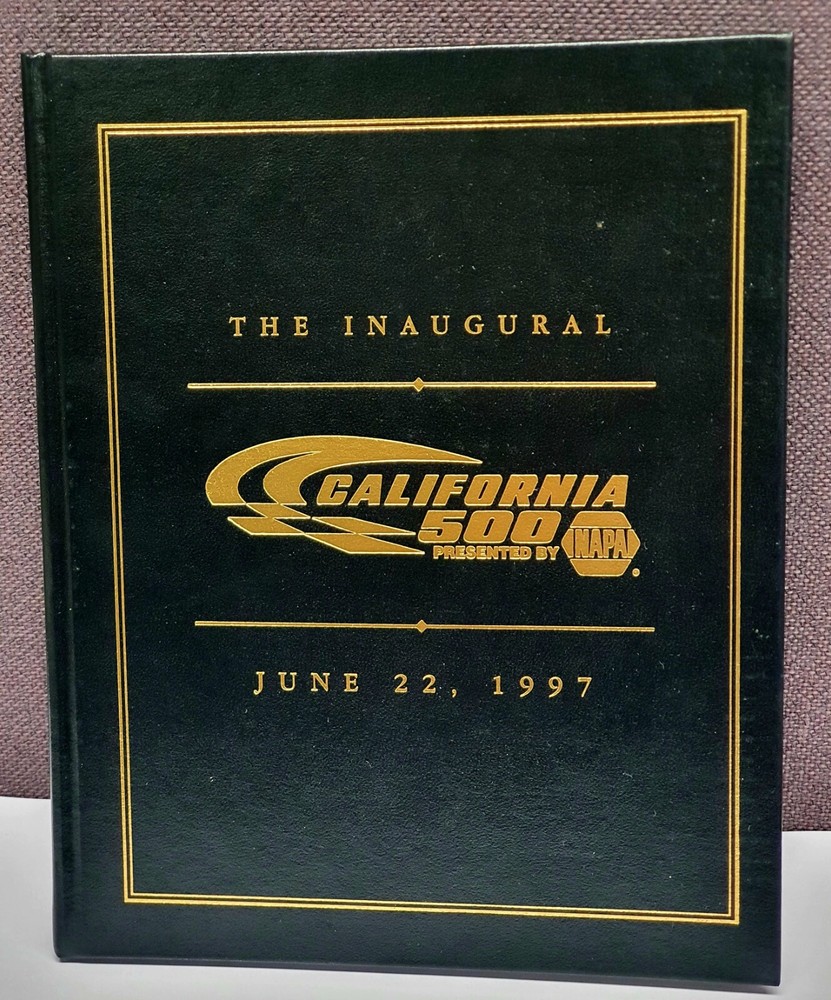 THE INAUGURAL
CALIFORNIA
500
PRESENTED BY NAPA
JUNE 22, 1997